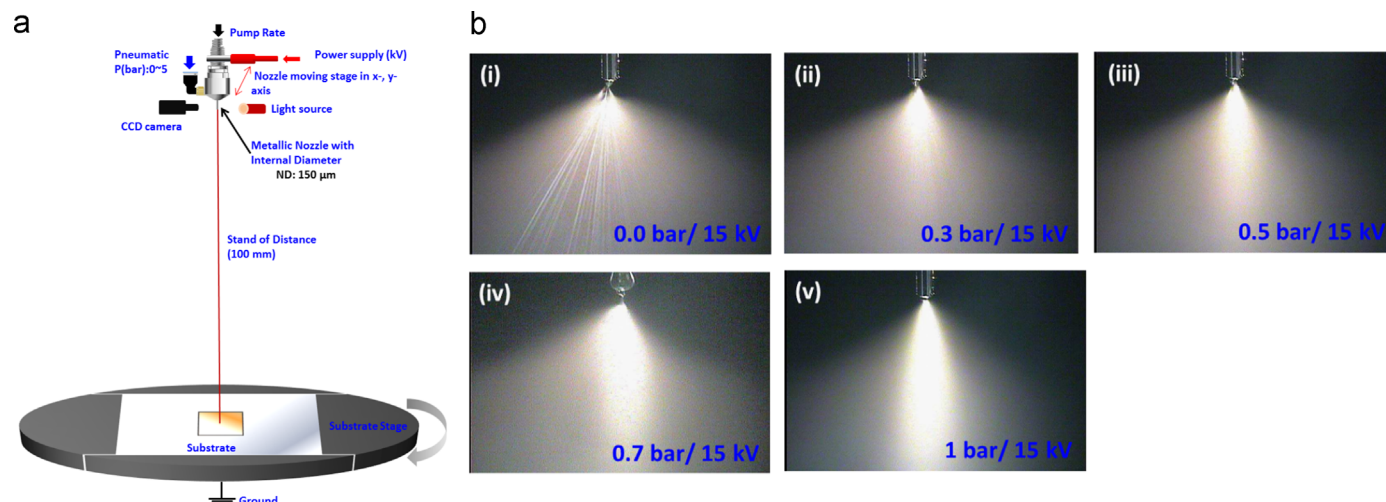 a
Pump Rate
Pneumatic
P(bar):0~5
Power supply (kV)
Nozzle moving stage in x-, y-
axis
Light source
CCD camera
Metallic Nozzle with
Internal Diameter
ND: 150 µm
Stand of Distance
(100 mm)
Substrate Stage
Substrate
Ground
b
(i)
0.0 bar/ 15 kV
(ii)
0.3 bar/ 15 kV
(iii)
0.5 bar/ 15 kV
(iv)
0.7 bar/ 15 kV
(v)
1 bar/ 15 kV